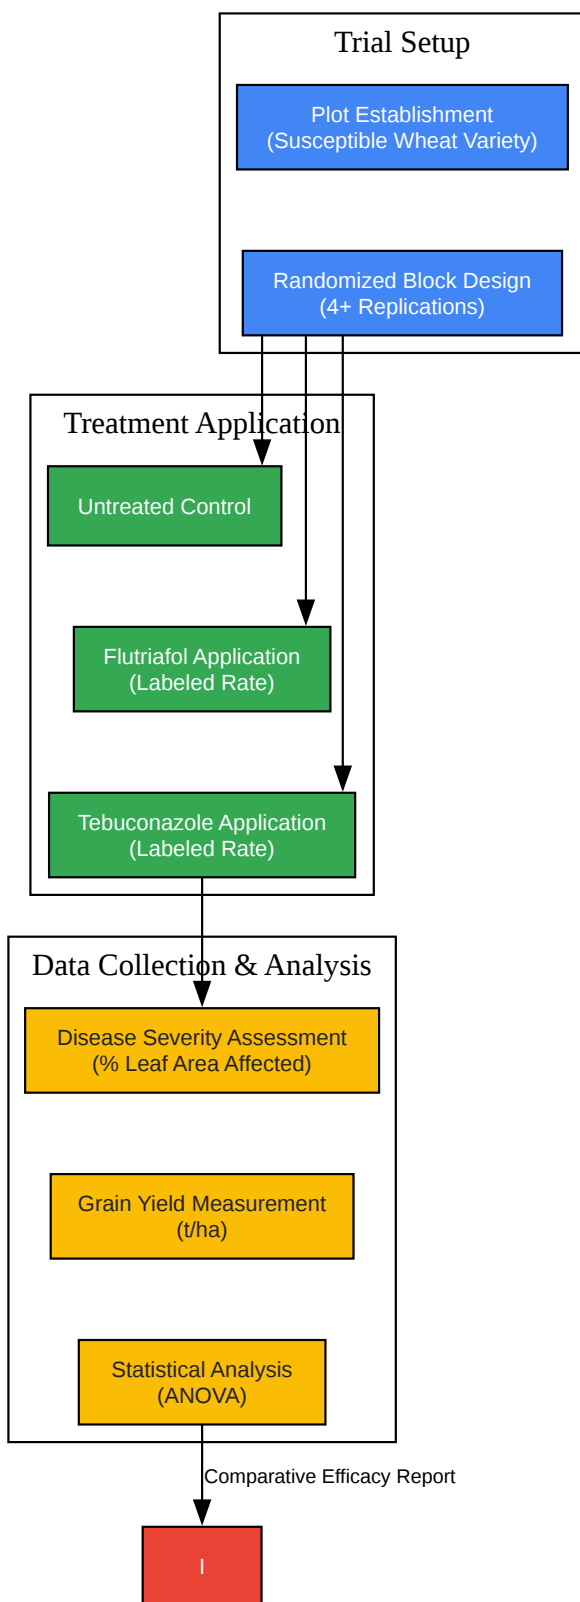 Trial Setup
Plot Establishment
(Susceptible Wheat Variety)
Randomized Block Design
(4+ Replications)
Treatment Application
Untreated Control
Flutriafol Application
(Labeled Rate)
Tebuconazole Application
(Labeled Rate)
Data Collection & Analysis
Disease Severity Assessment
(% Leaf Area Affected)
Grain Yield Measurement
(t/ha)
Statistical Analysis
(ANOVA)
Comparative Efficacy Report
I